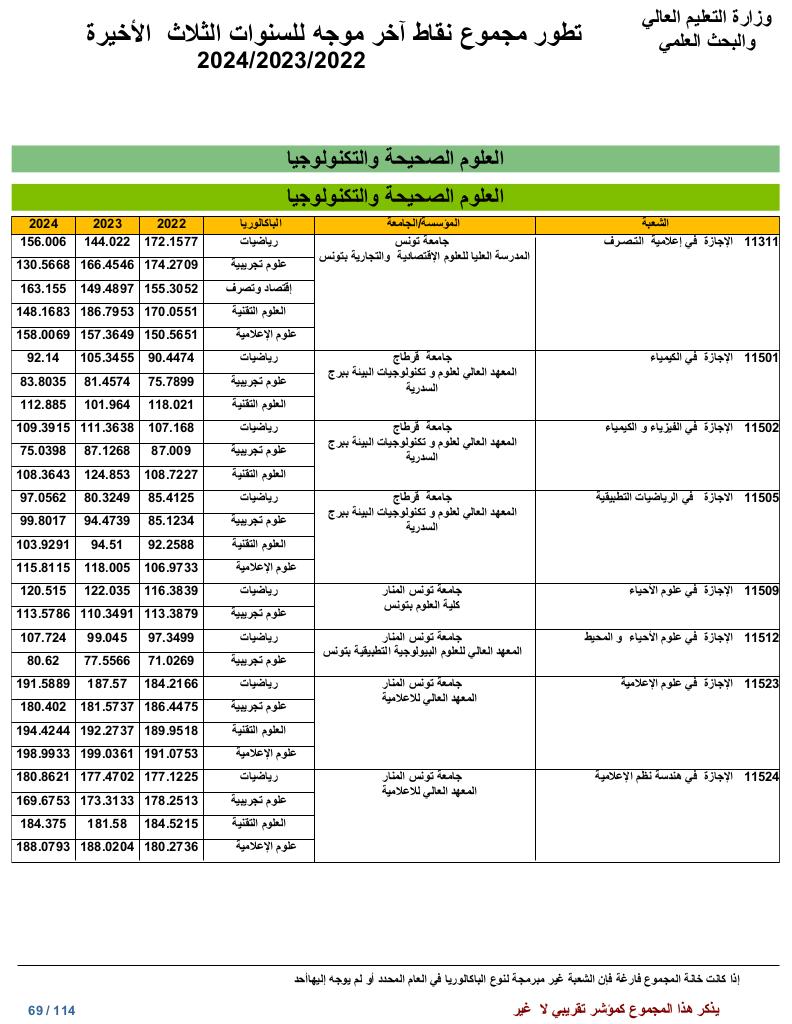 وزارة التعليم العالي
والبحث العلمي
تطور مجموع نقاط آخر موجه للسنوات الثلاث الأخيرة
2024/2023/2022
العلوم الصحيحة والتكنولوجيا
العلوم الصحيحة والتكنولوجيا
الشعبة المؤسسة/الجامعة الباكالوريا 2022 2023 2024
11311 الإجازة في إعلامية التصرف جامعة تونس رياضيات 172.1577 144.022 156.006
المدرسة العليا للعلوم الإقتصادية والتجارية بتونس
علوم تجريبية 174.2709 166.4546 130.5668
إقتصاد وتصرف 155.3052 149.4897 163.155
العلوم التقنية 170.0551 186.7953 148.1683
علوم الإعلامية 150.5651 157.3649 158.0069
11501 الإجازة في الكيمياء جامعة قرطاج رياضيات 90.4474 105.3455 92.14
المعهد العالي لعلوم و تكنولوجيات البيئة ببرج
السدرية
علوم تجريبية 75.7899 81.4574 83.8035
العلوم التقنية 118.021 101.964 112.885
11502 الاجازة في الفيزياء و الكيمياء جامعة قرطاج رياضيات 107.168 111.3638 109.3915
المعهد العالي لعلوم و تكنولوجيات البيئة ببرج
السدرية
علوم تجريبية 87.009 87.1268 75.0398
العلوم التقنية 108.7227 124.853 108.3643
11505 الاجازة في الرياضيات التطبيقية جامعة قرطاج رياضيات 85.4125 80.3249 97.0562
المعهد العالي لعلوم و تكنولوجيات البيئة ببرج
السدرية
علوم تجريبية 85.1234 94.4739 99.8017
العلوم التقنية 92.2588 94.51 103.9291
علوم الإعلامية 106.9733 118.005 115.8115
11509 الإجازة في علوم الأحياء جامعة تونس المنار رياضيات 116.3839 122.035 120.515
كلية العلوم بتونس
علوم تجريبية 113.3879 110.3491 113.5786
11512 الإجازة في علوم الأحياء و المحيط جامعة تونس المنار رياضيات 97.3499 99.045 107.724
المعهد العالي للعلوم البيولوجية التطبيقية بتونس
علوم تجريبية 71.0269 77.5566 80.62
11523 الإجازة في علوم الإعلامية جامعة تونس المنار رياضيات 184.2166 187.57 191.5889
المعهد العالي للاعلامية
علوم تجريبية 186.4475 181.5737 180.402
العلوم التقنية 189.9518 192.2737 194.4244
علوم الإعلامية 191.0753 199.0361 198.9933
11524 الإجازة في هندسة نظم الإعلامية جامعة تونس المنار رياضيات 177.1225 177.4702 180.8621
المعهد العالي للاعلامية
علوم تجريبية 178.2513 173.3133 169.6753
العلوم التقنية 184.5215 181.58 184.375
علوم الإعلامية 180.2736 188.0204 188.0793
إذا كانت خانة المجموع فارغة فإن الشعبة غير مبرمجة لنوع الباكالوريا في العام المحدد أو لم يوجه إليهاأحد
يذكر هذا المجموع كمؤشر تقريبي لا غير
69 / 114